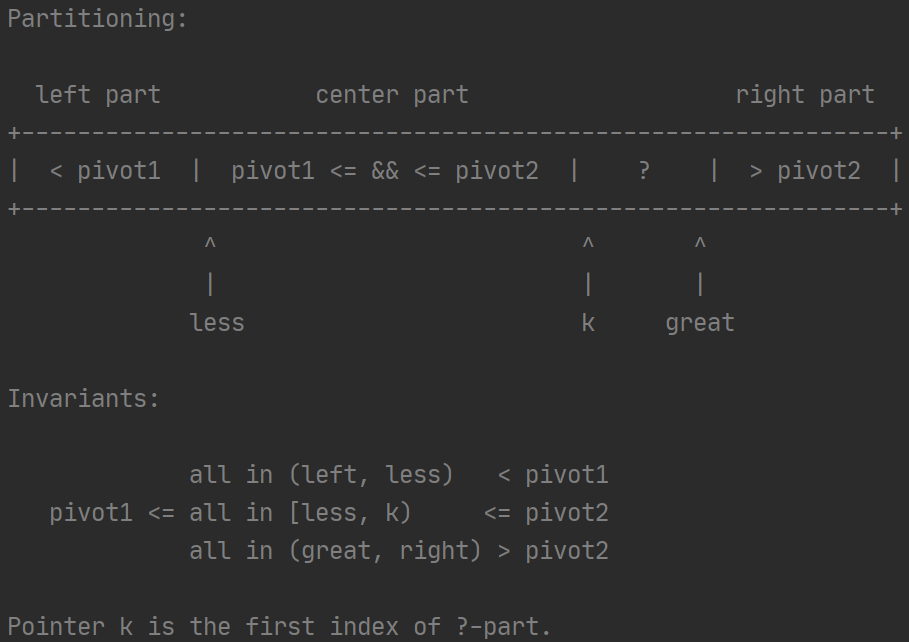 Partitioning:
  left part           center part                   right part
+--------------------------------------------------------------+
|  < pivot1  |  pivot1 <= && <= pivot2  |    ?    |  > pivot2  |
+--------------------------------------------------------------+
              ^                          ^       ^
              |                          |       |
             less                        k     great
Invariants:
             all in (left, less)   < pivot1
   pivot1 <= all in [less, k)     <= pivot2
             all in (great, right) > pivot2
Pointer k is the first index of ?-part.